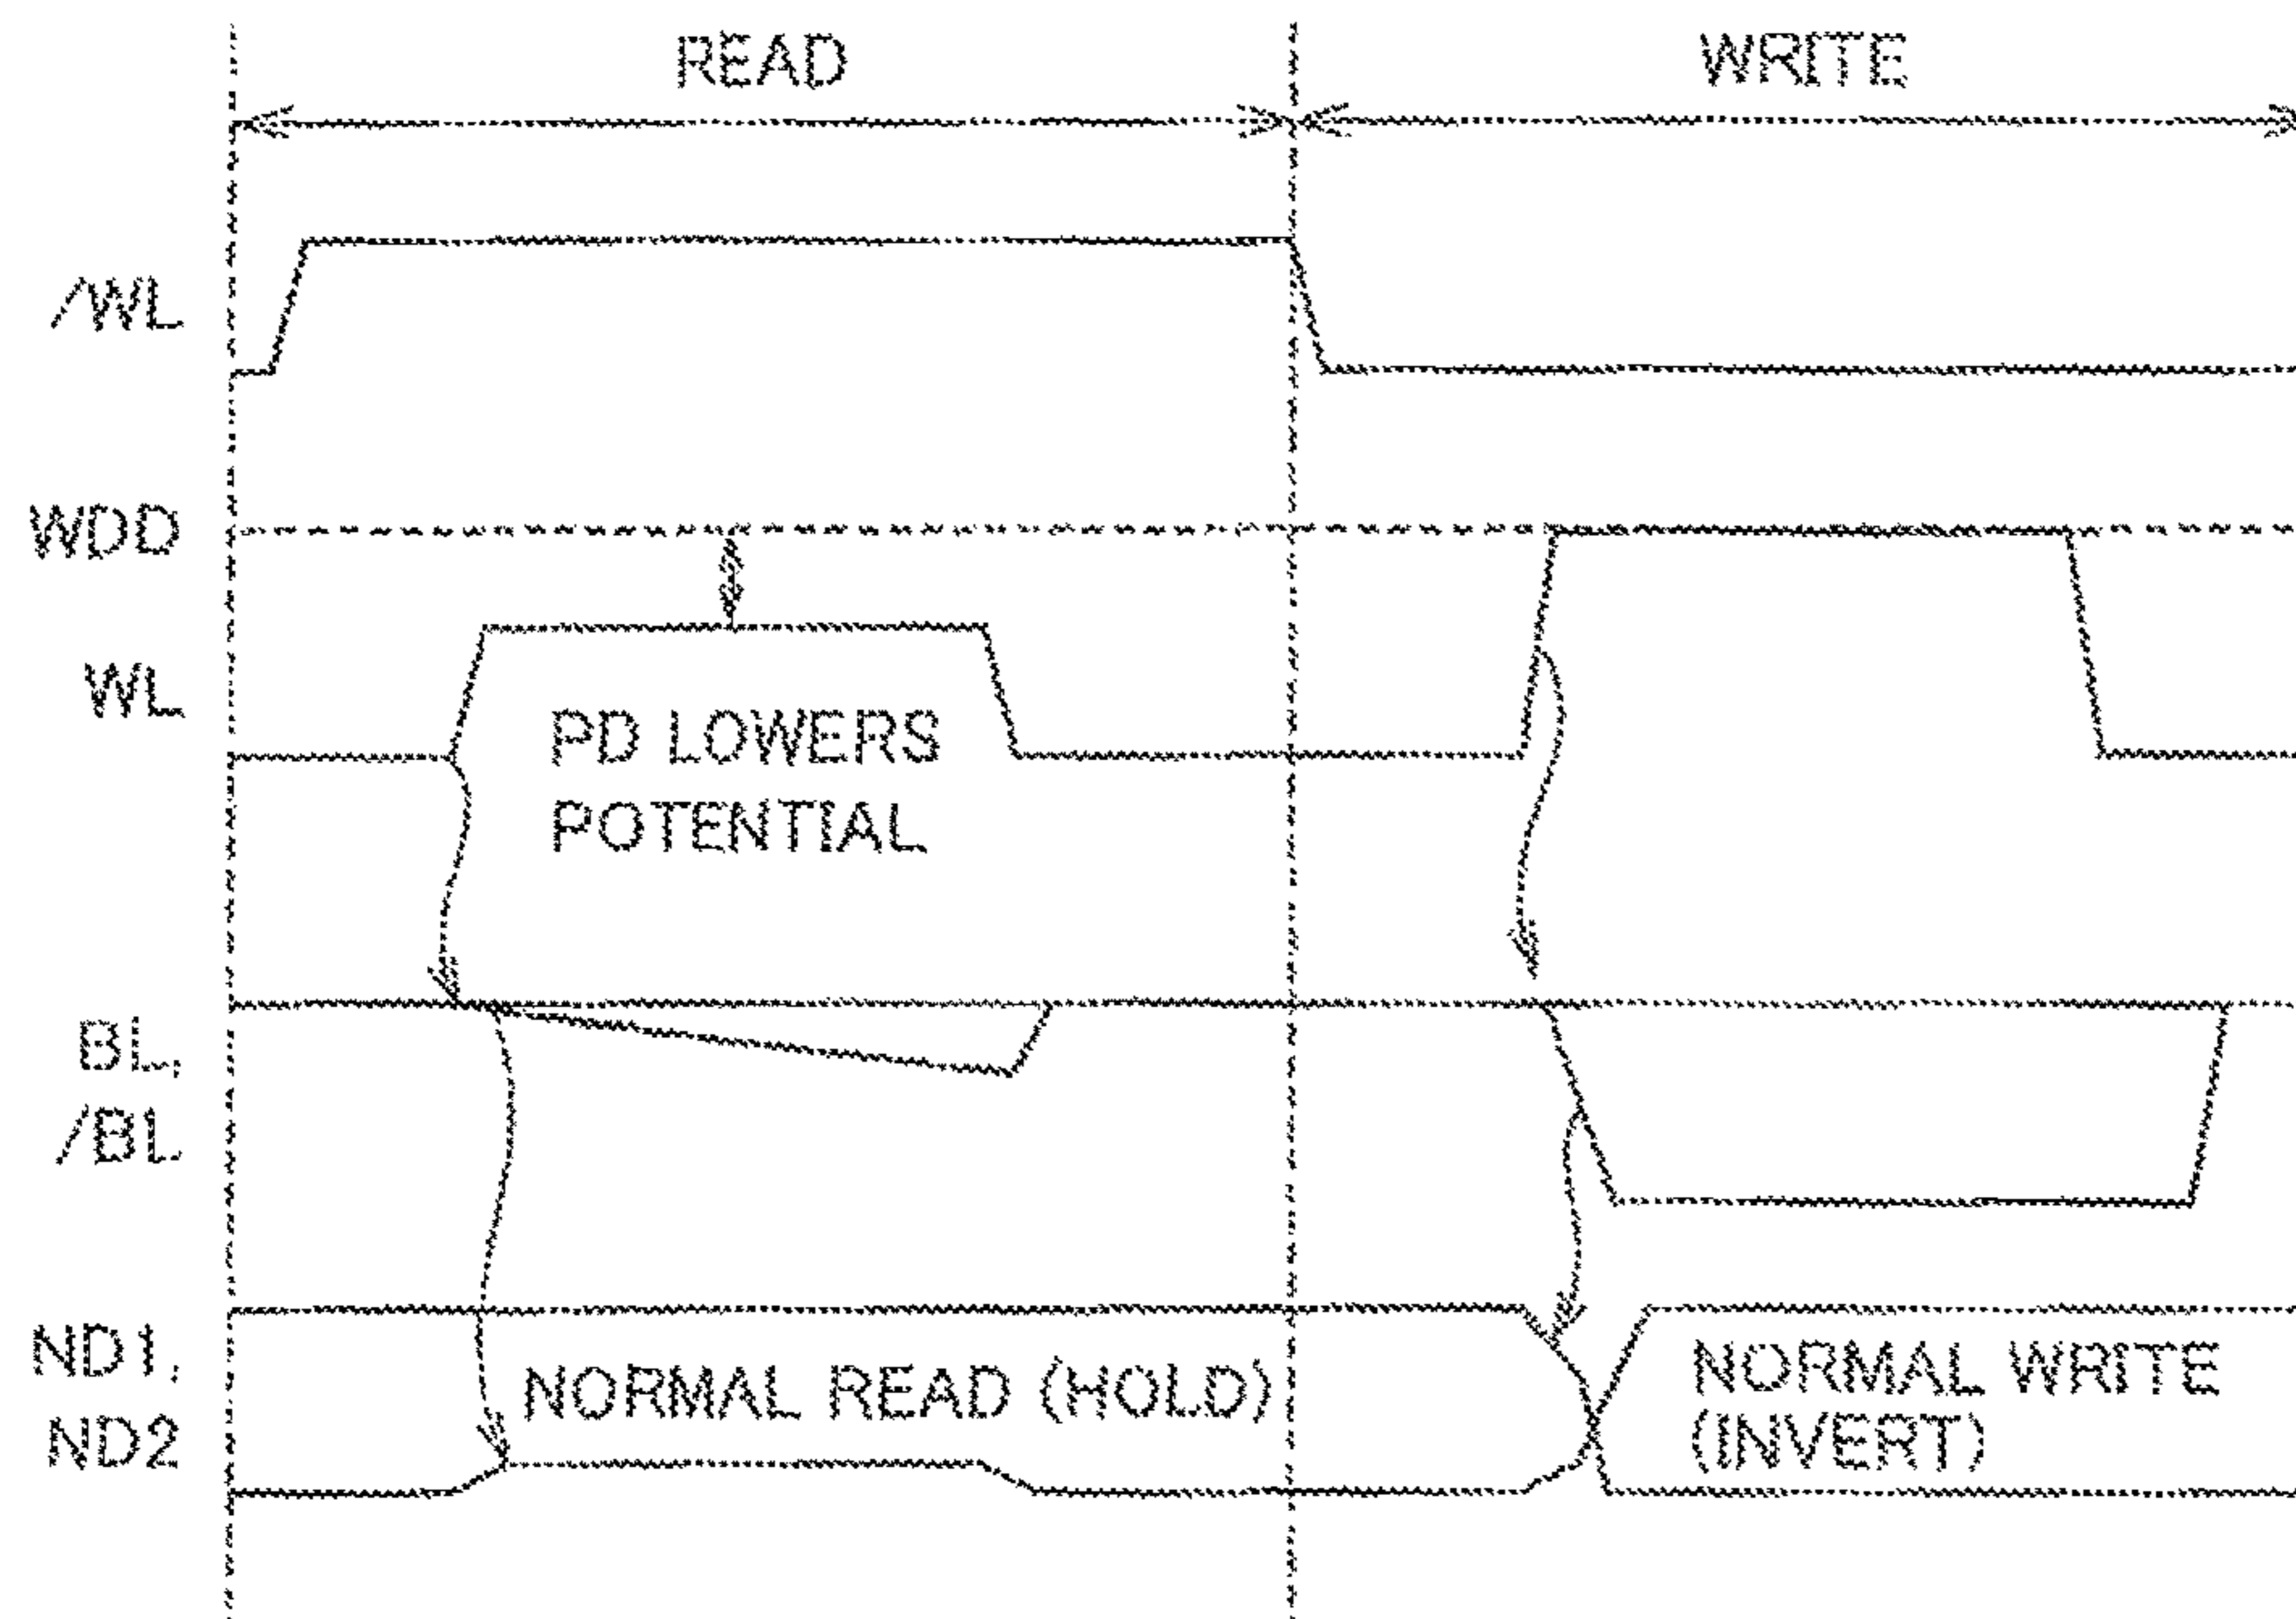 READ
WRITE
/WL
WDD
WL
PD LOWERS
POTENTIAL
BL,
/BL
ND1,
ND2
NORMAL READ (HOLD)
NORMAL WRITE
(INVERT)